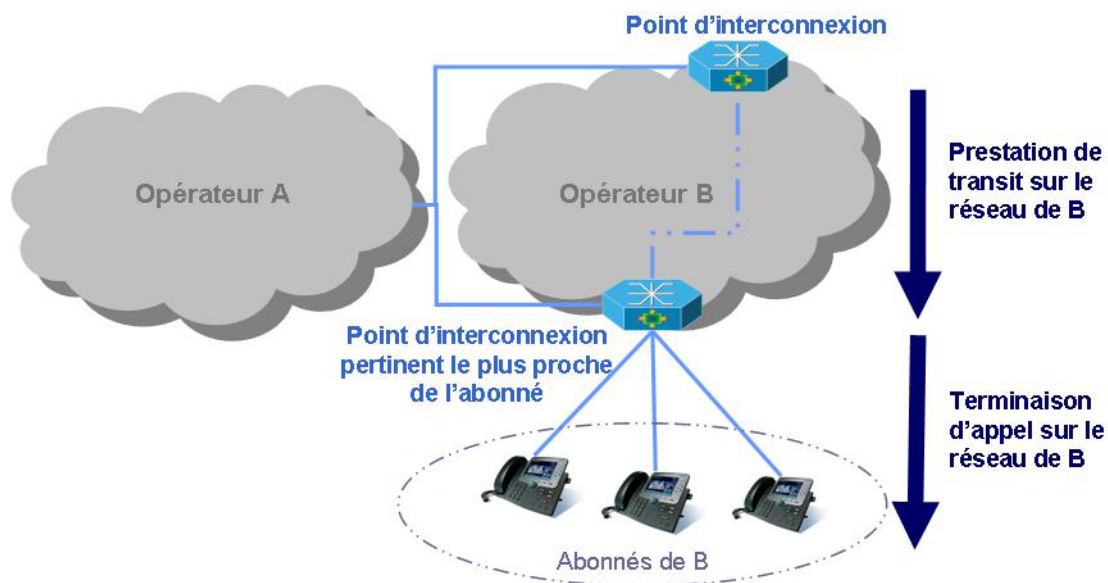 Point d'interconnexion
Opérateur A
Opérateur B
Prestation de
transit sur le
réseau de B
Point d'interconnexion
pertinent le plus proche
de l'abonné
Terminaison
d'appel sur le
réseau de B
Abonnés de B